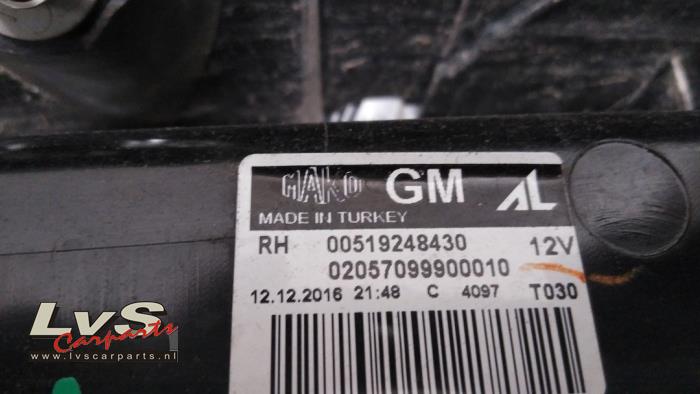 MAKO GM AL
MADE IN TURKEY
RH 00519248430 12V
02057099900010
12.12.2016 21:48 C 4097 T030
LvS
Carparts
www.lvscarparts.nl